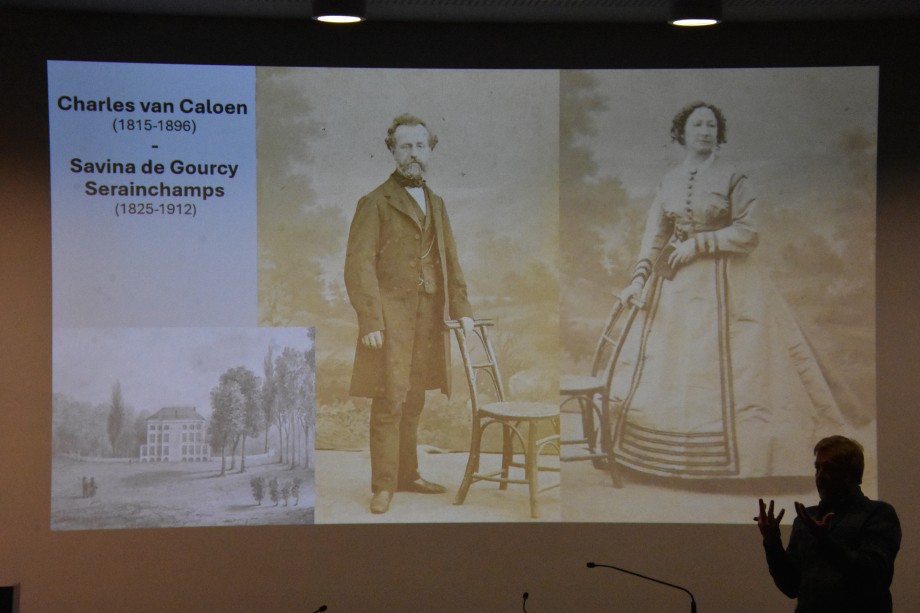 Charles van Caloen
(1815-1896)
-
Savina de Gourcy
Serainchamps
(1825-1912)